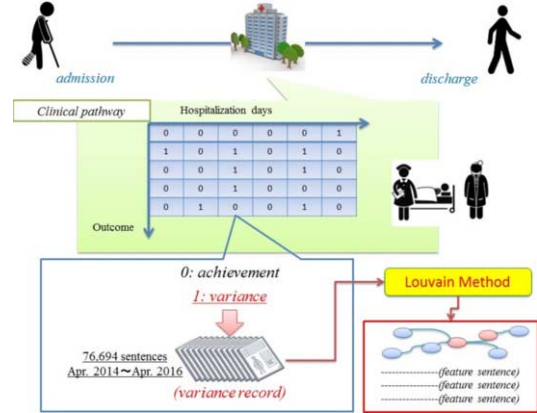 admission
discharge
Clinical pathway
Hospitalization days
0 0 0 0 0 1
1 0 1 0 1 0
0 0 1 0 1 0
0 0 1 0 0 0
0 1 0 0 1 0
Outcome
0: achievement
1: variance
76,694 sentences
Apr. 2014～Apr. 2016
(variance record)
Louvain Method
---------------(feature sentence)
---------------(feature sentence)
---------------(feature sentence)